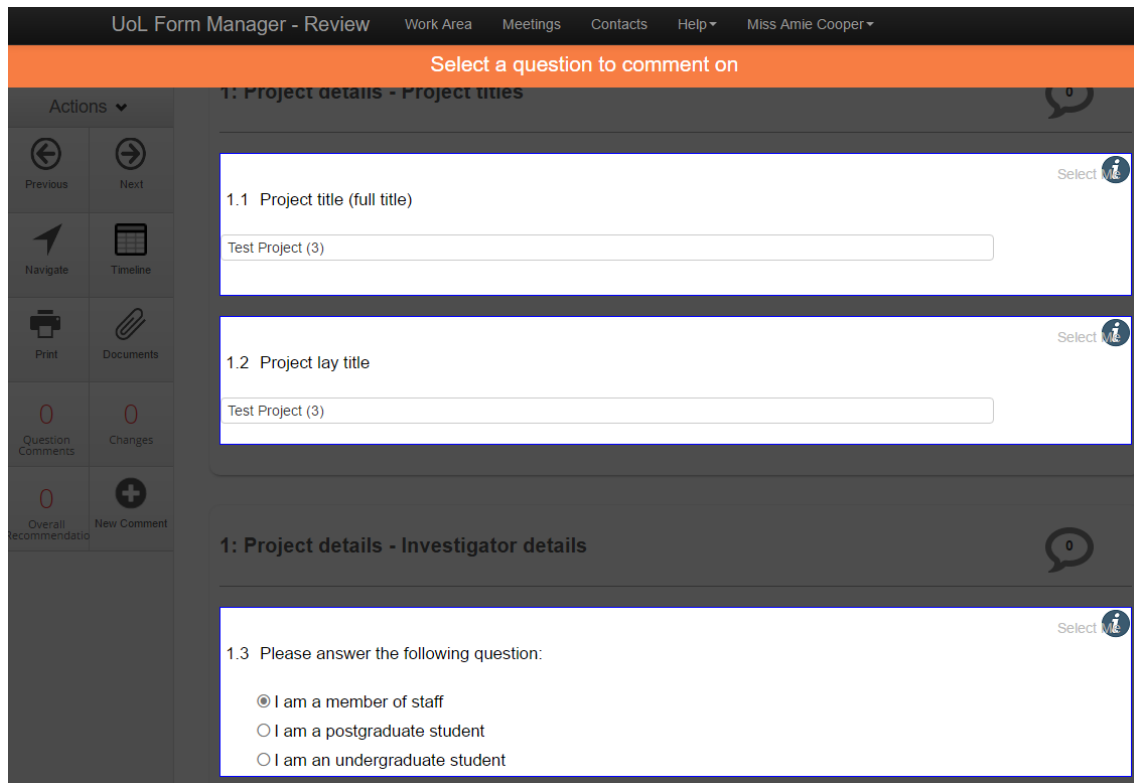 UoL Form Manager - Review Work Area Meetings Contacts Help Miss Amie Cooper
Select a question to comment on
Actions
1: Project details - Project titles
0
Previous Next
Navigate Timeline
Print Documents
0 0
Question Comments Changes
0
Overall Recommendatio New Comment
Select Me
1.1 Project title (full title)
Test Project (3)
Select Me
1.2 Project lay title
Test Project (3)
1: Project details - Investigator details
0
Select Me
1.3 Please answer the following question:
I am a member of staff
I am a postgraduate student
I am an undergraduate student